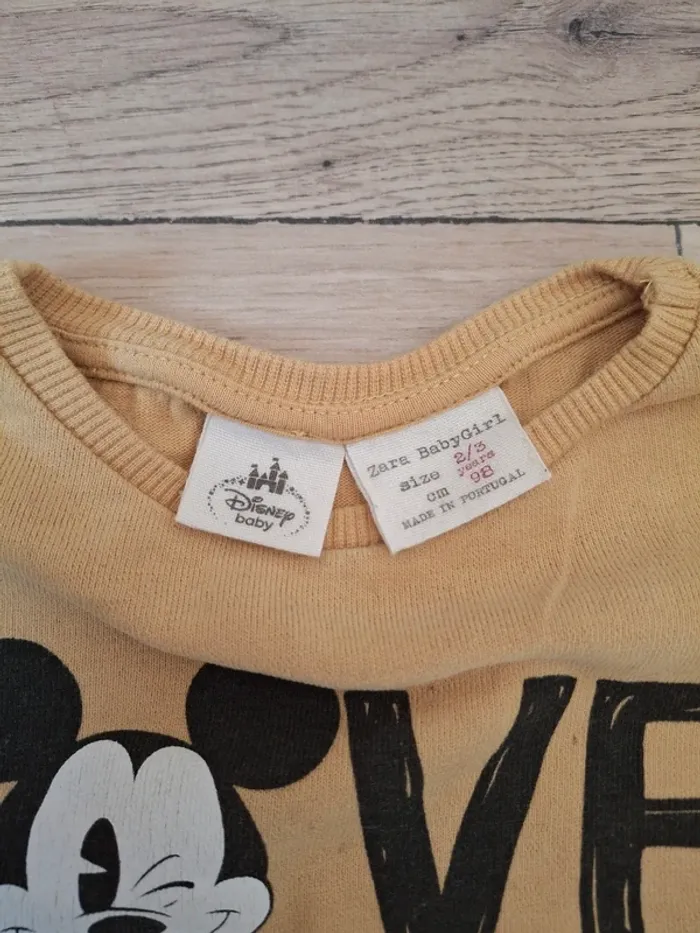 Disney
baby
Zara BabyGirl
size 2/3
years
cm 98
MADE IN PORTUGAL
VE